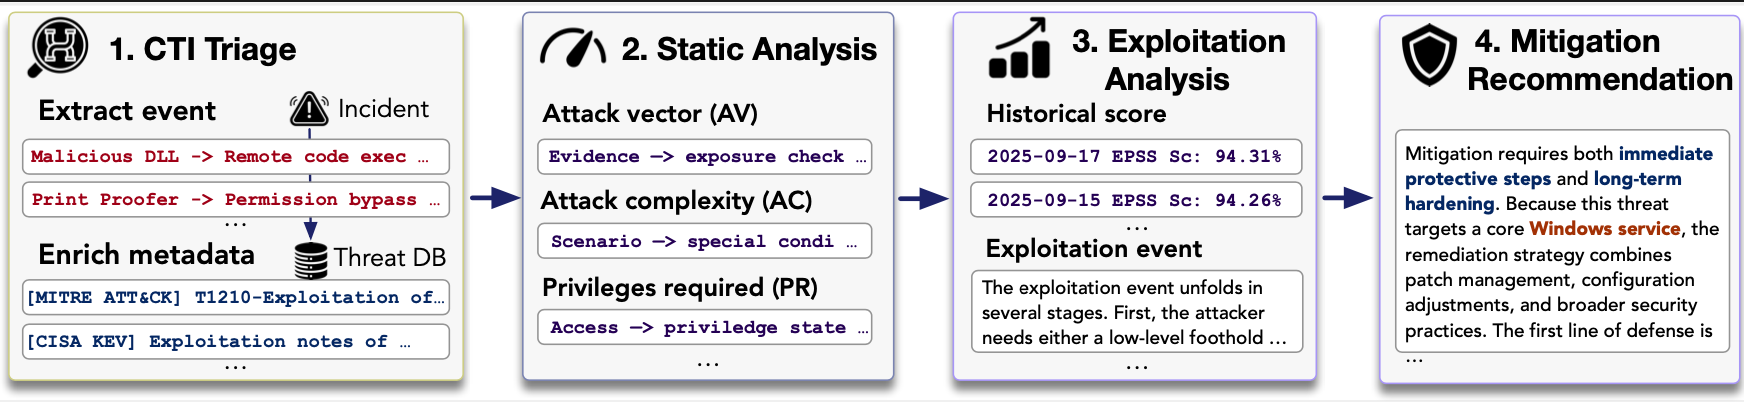 1. CTI Triage
Extract event
Incident
Malicious DLL -> Remote code exec …
Print Proofer -> Permission bypass …
…
Enrich metadata
Threat DB
[MITRE ATT&CK] T1210-Exploitation of…
[CISA KEV] Exploitation notes of …
…
2. Static Analysis
Attack vector (AV)
Evidence —> exposure check …
Attack complexity (AC)
Scenario —> special condi …
Privileges required (PR)
Access —> priviledge state …
…
3. Exploitation
Analysis
Historical score
2025-09-17 EPSS Sc: 94.31%
2025-09-15 EPSS Sc: 94.26%
…
Exploitation event
The exploitation event unfolds in
several stages. First, the attacker
needs either a low-level foothold …
…
4. Mitigation
Recommendation
Mitigation requires both immediate
protective steps and long-term
hardening. Because this threat
targets a core Windows service, the
remediation strategy combines
patch management, configuration
adjustments, and broader security
practices. The first line of defense is
…